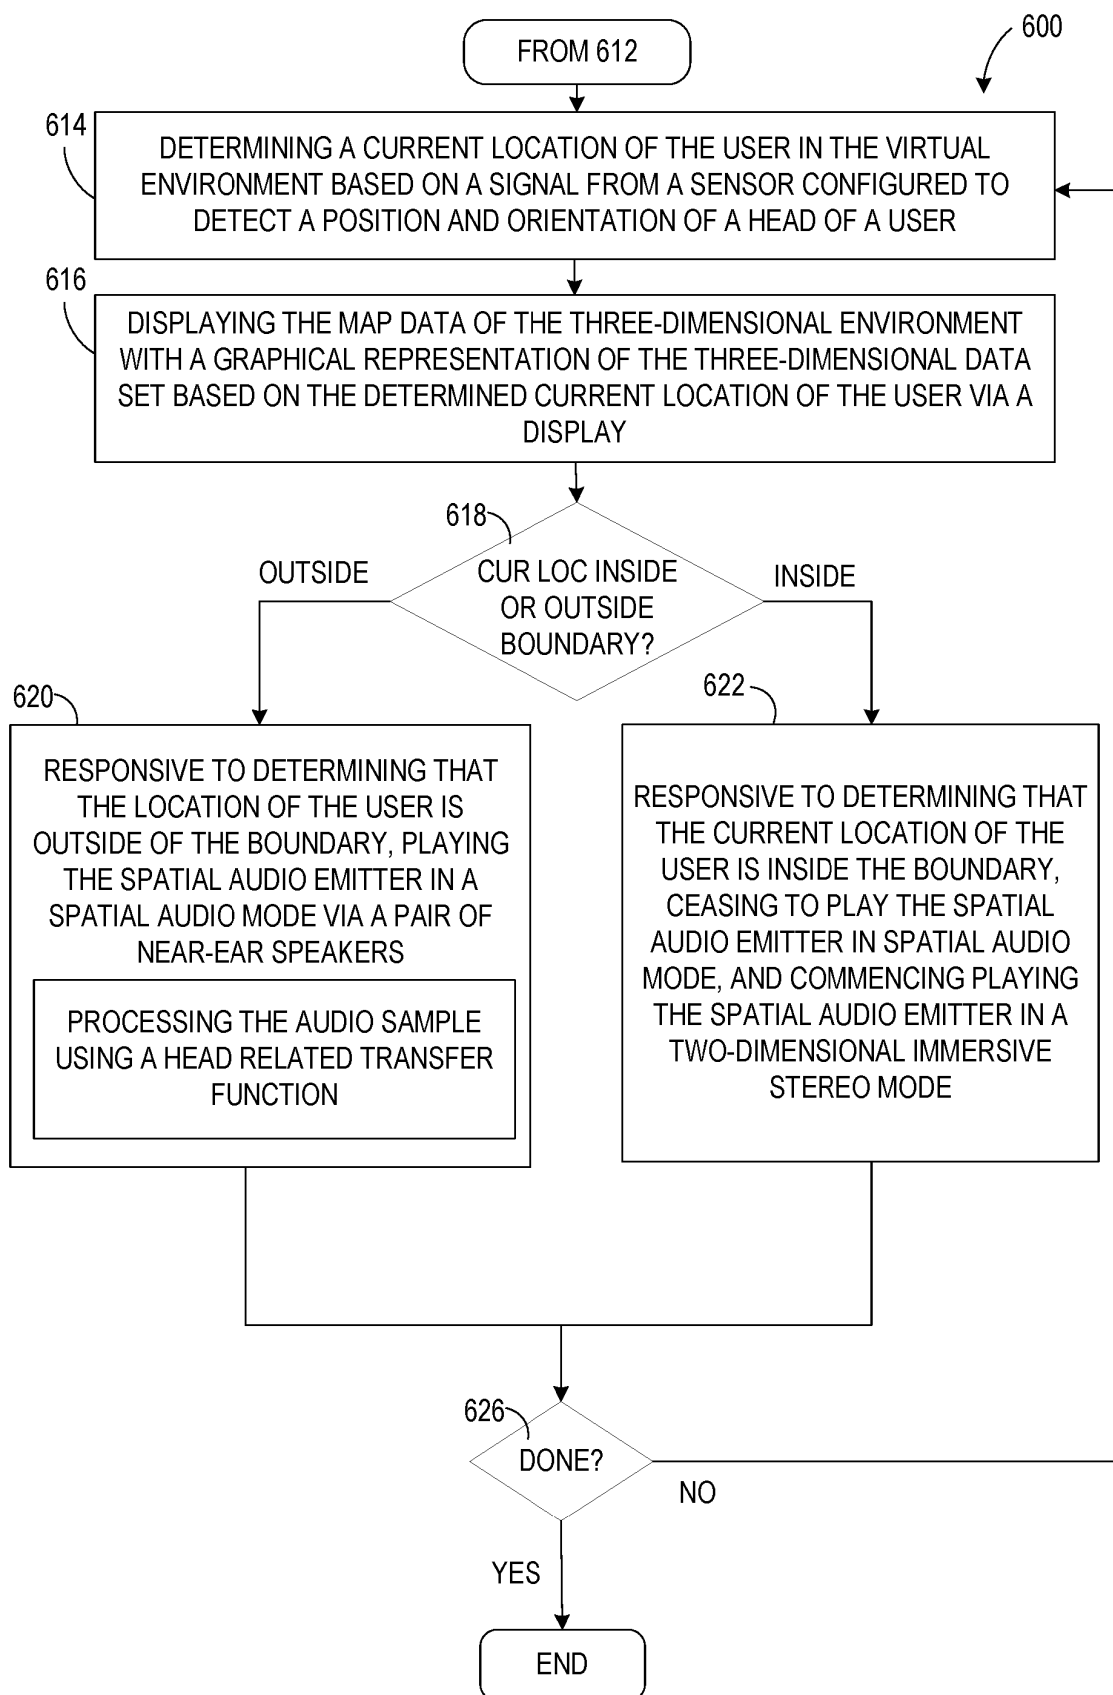 FROM 612
600
614
DETERMINING A CURRENT LOCATION OF THE USER IN THE VIRTUAL
ENVIRONMENT BASED ON A SIGNAL FROM A SENSOR CONFIGURED TO
DETECT A POSITION AND ORIENTATION OF A HEAD OF A USER
616
DISPLAYING THE MAP DATA OF THE THREE-DIMENSIONAL ENVIRONMENT
WITH A GRAPHICAL REPRESENTATION OF THE THREE-DIMENSIONAL DATA
SET BASED ON THE DETERMINED CURRENT LOCATION OF THE USER VIA A
DISPLAY
618
OUTSIDE
CUR LOC INSIDE
OR OUTSIDE
BOUNDARY?
INSIDE
620
RESPONSIVE TO DETERMINING THAT
THE LOCATION OF THE USER IS
OUTSIDE OF THE BOUNDARY, PLAYING
THE SPATIAL AUDIO EMITTER IN A
SPATIAL AUDIO MODE VIA A PAIR OF
NEAR-EAR SPEAKERS
PROCESSING THE AUDIO SAMPLE
USING A HEAD RELATED TRANSFER
FUNCTION
622
RESPONSIVE TO DETERMINING THAT
THE CURRENT LOCATION OF THE
USER IS INSIDE THE BOUNDARY,
CEASING TO PLAY THE SPATIAL
AUDIO EMITTER IN SPATIAL AUDIO
MODE, AND COMMENCING PLAYING
THE SPATIAL AUDIO EMITTER IN A
TWO-DIMENSIONAL IMMERSIVE
STEREO MODE
626
DONE?
NO
YES
END